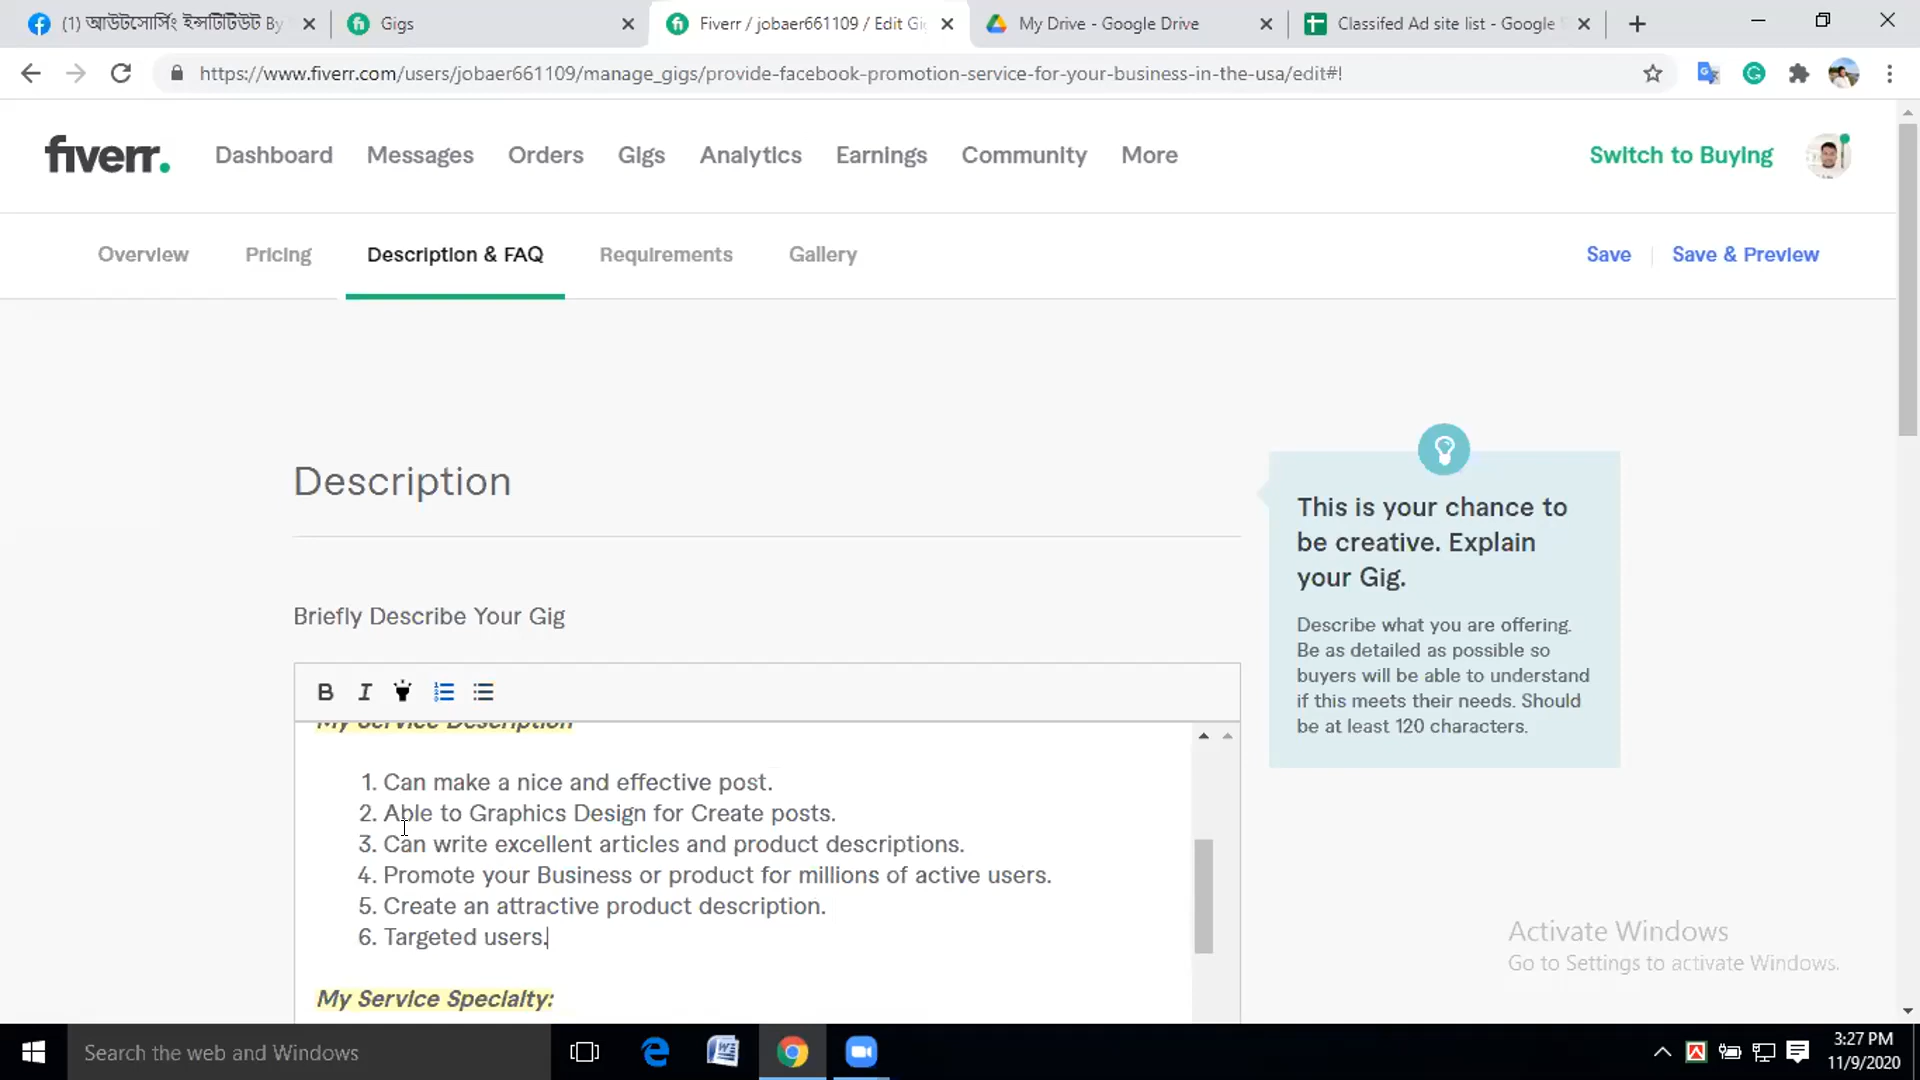 (1) আউটসোর্সিং ইন্সটিটিউট By
Gigs
Fiverr / jobaer661109 / Edit Gi
My Drive - Google Drive
Classifed Ad site list - Google
https://www.fiverr.com/users/jobaer661109/manage_gigs/provide-facebook-promotion-service-for-your-business-in-the-usa/edit#!
fiverr.
Dashboard
Messages
Orders
Gigs
Analytics
Earnings
Community
More
Switch to Buying
Overview
Pricing
Description & FAQ
Requirements
Gallery
Save
Save & Preview
Description
Briefly Describe Your Gig
This is your chance to
be creative. Explain
your Gig.
Describe what you are offering.
Be as detailed as possible so
buyers will be able to understand
if this meets their needs. Should
be at least 120 characters.
B I
My Service Description
1. Can make a nice and effective post.
2. Able to Graphics Design for Create posts.
3. Can write excellent articles and product descriptions.
4. Promote your Business or product for millions of active users.
5. Create an attractive product description.
6. Targeted users.
My Service Specialty:
Activate Windows
Go to Settings to activate Windows.
Search the web and Windows
3:27 PM
11/9/2020